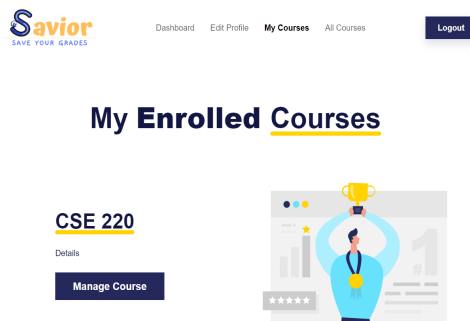 Savior
SAVE YOUR GRADES
Dashboard Edit Profile My Courses All Courses Logout
My Enrolled Courses
CSE 220
Details
Manage Course
#1